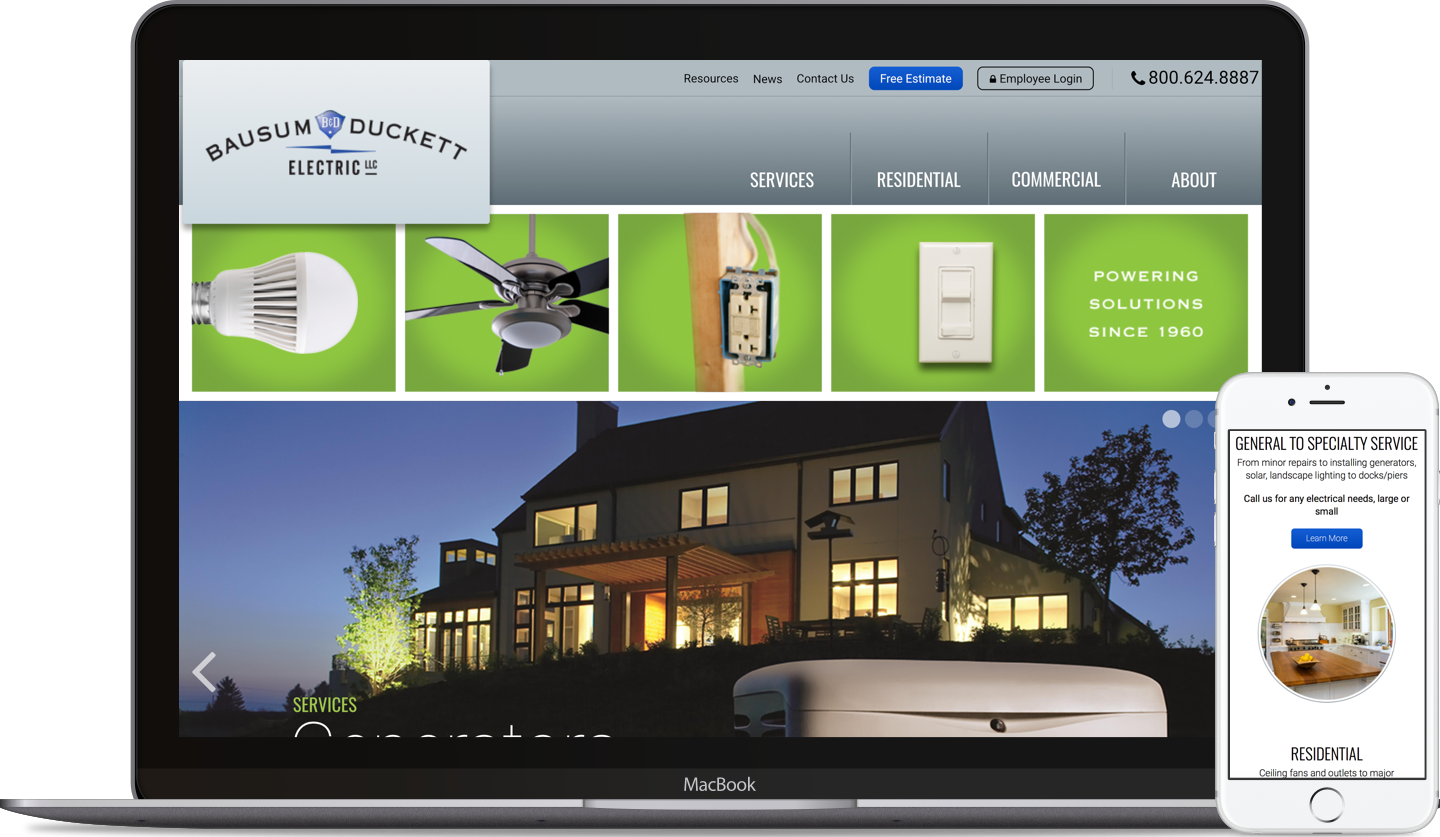 Resources News Contact Us Free Estimate Employee Login 800.624.8887
BAUSUM B&D DUCKETT
ELECTRIC LLC
SERVICES RESIDENTIAL COMMERCIAL ABOUT
POWERING
SOLUTIONS
SINCE 1960
SERVICES
Generators
MacBook
GENERAL TO SPECIALTY SERVICE
From minor repairs to installing generators,
solar, landscape lighting to docks/piers
Call us for any electrical needs, large or
small
Learn More
RESIDENTIAL
Ceiling fans and outlets to major